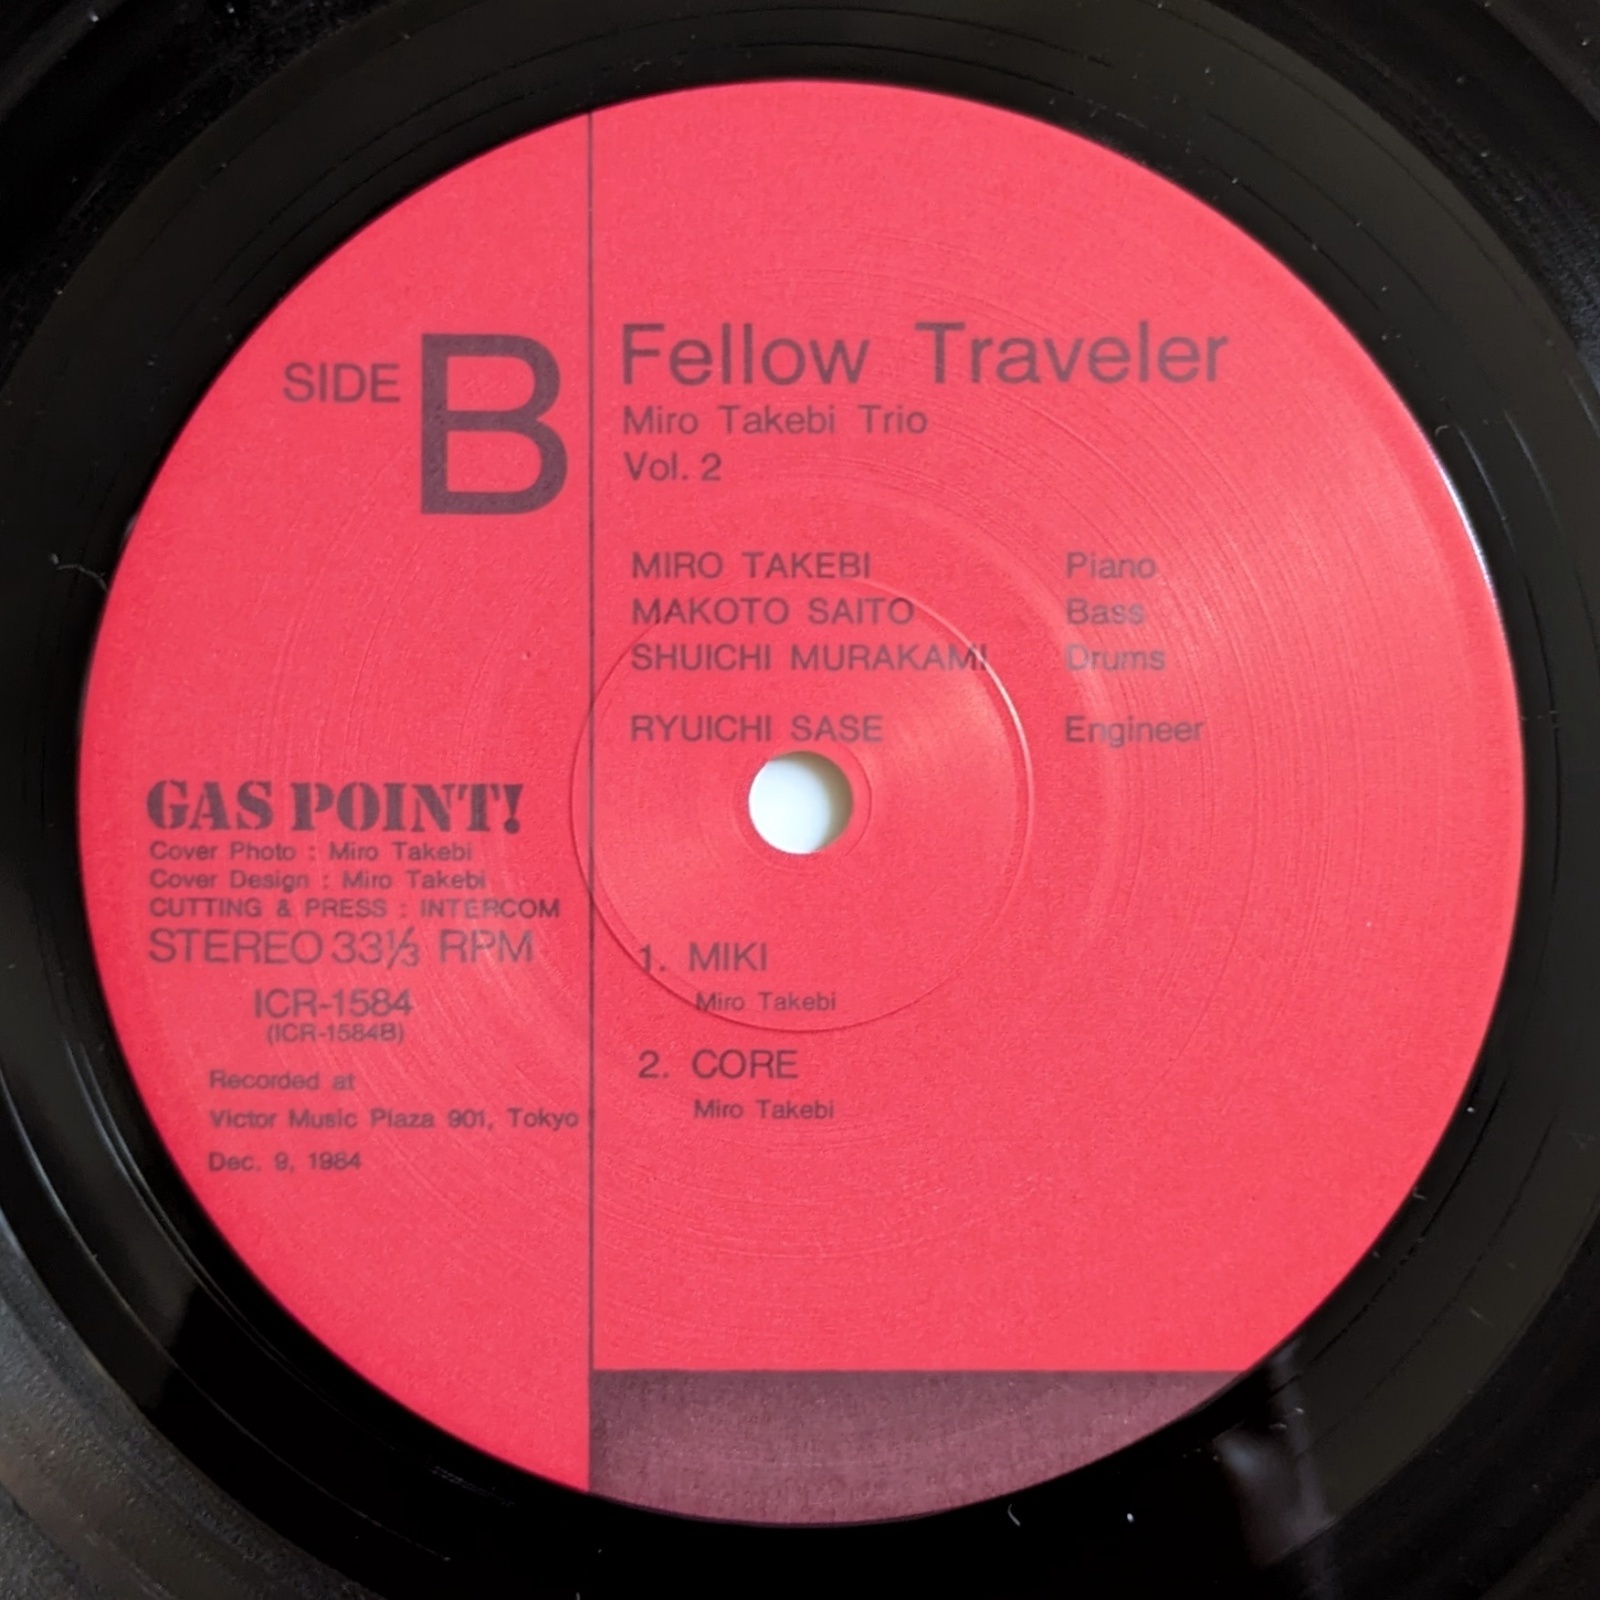 SIDE B
Fellow Traveler
Miro Takebi Trio
Vol. 2
MIRO TAKEBI Piano
MAKOTO SAITO Bass
SHUICHI MURAKAMI Drums
RYUICHI SASE Engineer
GAS POINT!
Cover Photo : Miro Takebi
Cover Design : Miro Takebi
CUTTING & PRESS : INTERCOM
STEREO 33⅓ RPM
ICR-1584
(ICR-1584B)
Recorded at
Victor Music Plaza 901, Tokyo
Dec. 9, 1984
1. MIKI
Miro Takebi
2. CORE
Miro Takebi